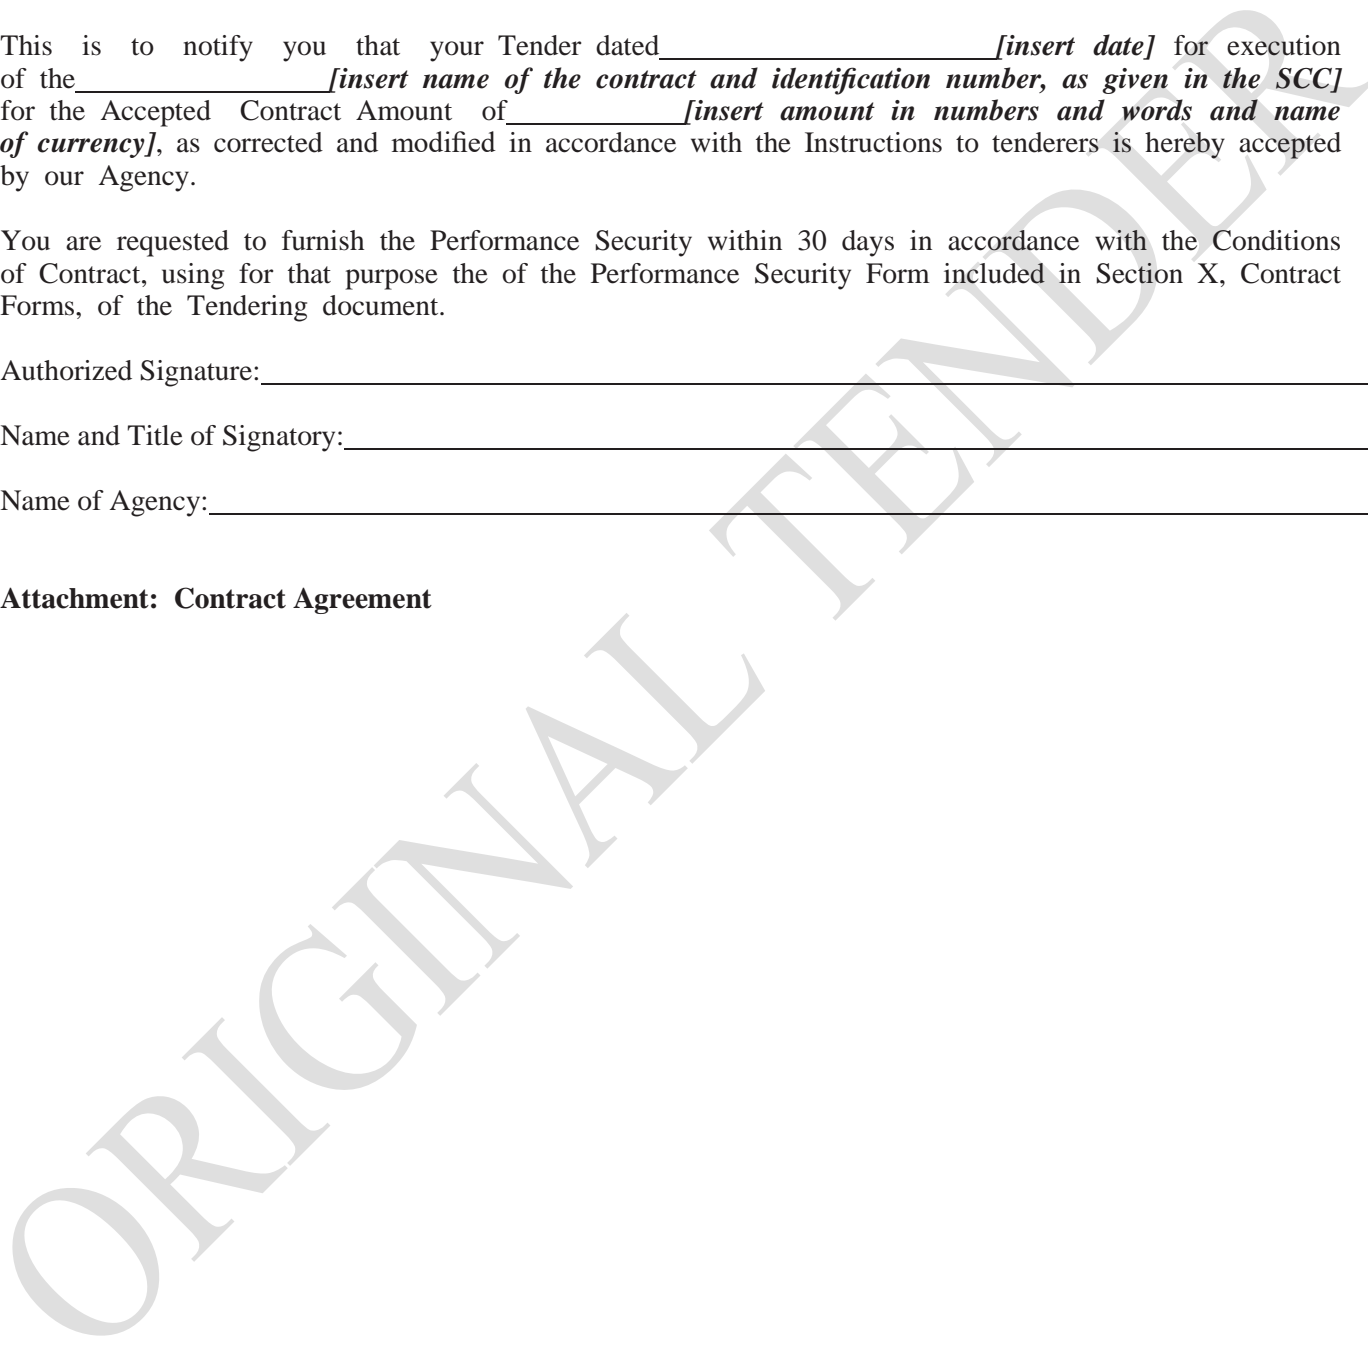 This is to notify you that your Tender dated____________________[insert date] for execution
of the________________[insert name of the contract and identification number, as given in the SCC]
for the Accepted Contract Amount of___________[insert amount in numbers and words and name
of currency], as corrected and modified in accordance with the Instructions to tenderers is hereby accepted
by our Agency.
You are requested to furnish the Performance Security within 30 days in accordance with the Conditions
of Contract, using for that purpose the of the Performance Security Form included in Section X, Contract
Forms, of the Tendering document.
Authorized Signature:
Name and Title of Signatory:
Name of Agency:
Attachment: Contract Agreement
ORIGINAL TENDER